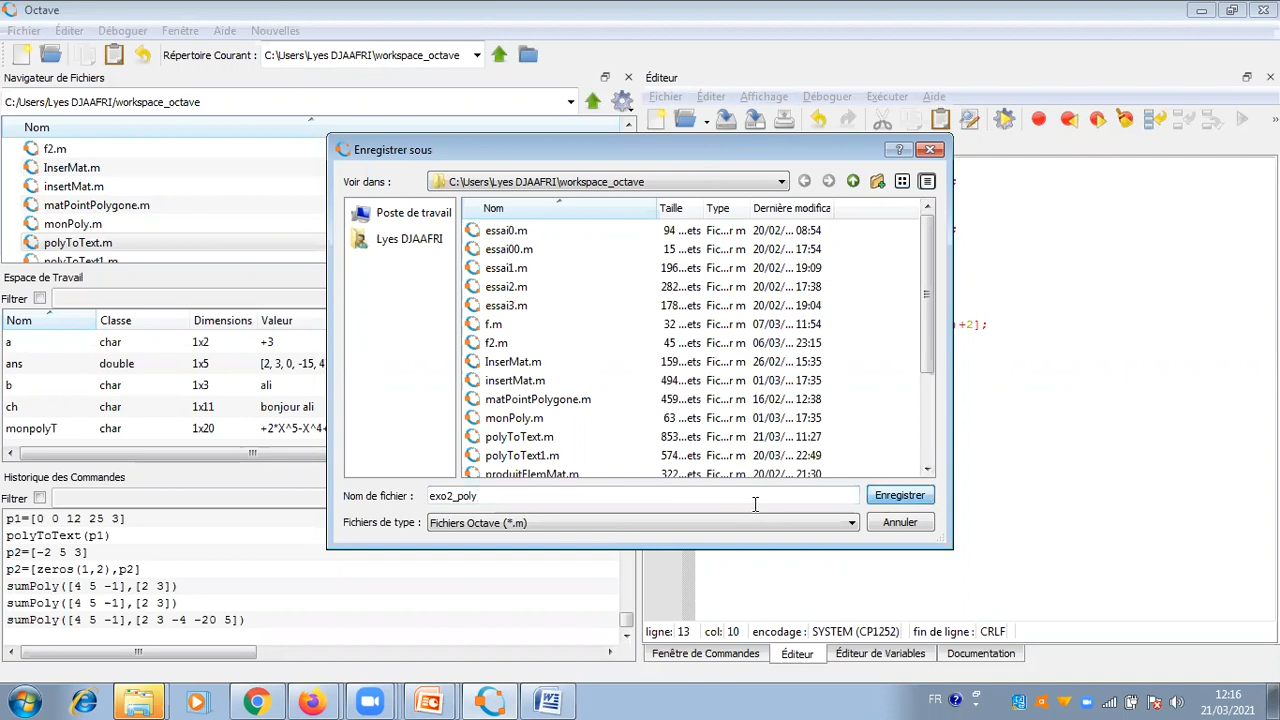 Octave
Fichier Éditer Déboguer Fenêtre Aide Nouvelles
Répertoire Courant : C:\Users\Lyes DJAAFRI\workspace_octave
Navigateur de Fichiers
C:/Users/Lyes DJAAFRI/workspace_octave
Nom
f2.m
InserMat.m
insertMat.m
matPointPolygone.m
monPoly.m
polyToText.m
polyToText1.m
Espace de Travail
Filtrer
Nom Classe Dimensions Valeur
a char 1x2 +3
ans double 1x5 [2, 3, 0, -15, 4
b char 1x3 ali
ch char 1x11 bonjour ali
monpolyT char 1x20 +2*X^5-X^4+
Historique des Commandes
Filtrer
p1=[0 0 12 25 3]
polyToText(p1)
p2=[-2 5 3]
p2=[zeros(1,2),p2]
sumPoly([4 5 -1],[2 3])
sumPoly([4 5 -1],[2 3])
sumPoly([4 5 -1],[2 3 -4 -20 5])
Enregistrer sous
Voir dans : C:\Users\Lyes DJAAFRI\workspace_octave
Poste de travail
Lyes DJAAFRI
Nom Taille Type Dernière modifica
essai0.m 94 ...ets Fic...r m 20/02/... 08:54
essai00.m 15 ...ets Fic...r m 20/02/... 17:54
essai1.m 196...ets Fic...r m 20/02/... 19:09
essai2.m 282...ets Fic...r m 20/02/... 17:38
essai3.m 178...ets Fic...r m 20/02/... 19:04
f.m 32 ...ets Fic...r m 07/03/... 11:54
f2.m 45 ...ets Fic...r m 06/03/... 23:15
InserMat.m 159...ets Fic...r m 26/02/... 15:35
insertMat.m 494...ets Fic...r m 01/03/... 17:35
matPointPolygone.m 459...ets Fic...r m 16/02/... 12:38
monPoly.m 63 ...ets Fic...r m 01/03/... 17:35
polyToText.m 853...ets Fic...r m 21/03/... 11:27
polyToText1.m 574...ets Fic...r m 20/03/... 22:49
produitElemMat.m 322...ets Fic...r m 20/02/... 21:30
Nom de fichier : exo2_poly Enregistrer
Fichiers de type : Fichiers Octave (*.m) Annuler
Éditeur
Fichier Éditer Affichage Déboguer Exécuter Aide
+2];
ligne: 13 col: 10 encodage : SYSTEM (CP1252) fin de ligne : CRLF
Fenêtre de Commandes Éditeur Éditeur de Variables Documentation
FR 12:16
21/03/2021